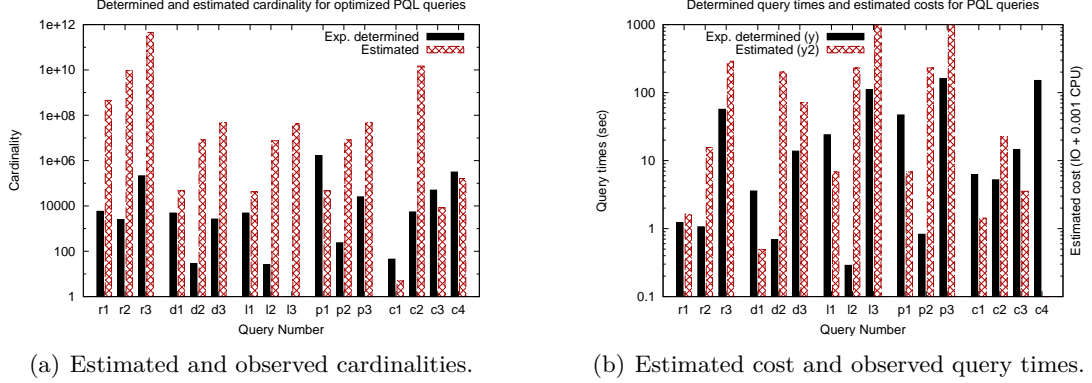 Determined and estimated cardinality for optimized PQL queries
1e+12
1e+10
1e+08
1e+06
10000
100
1
Cardinality
Exp. determined
Estimated
r1 r2 r3 d1 d2 d3 l1 l2 l3 p1 p2 p3 c1 c2 c3 c4
Query Number
(a) Estimated and observed cardinalities.
Determined query times and estimated costs for PQL queries
1000
100
10
1
0.1
Query times (sec)
Exp. determined (y)
Estimated (y2)
Estimated cost (IO + 0.001 CPU)
r1 r2 r3 d1 d2 d3 l1 l2 l3 p1 p2 p3 c1 c2 c3 c4
Query Number
(b) Estimated cost and observed query times.